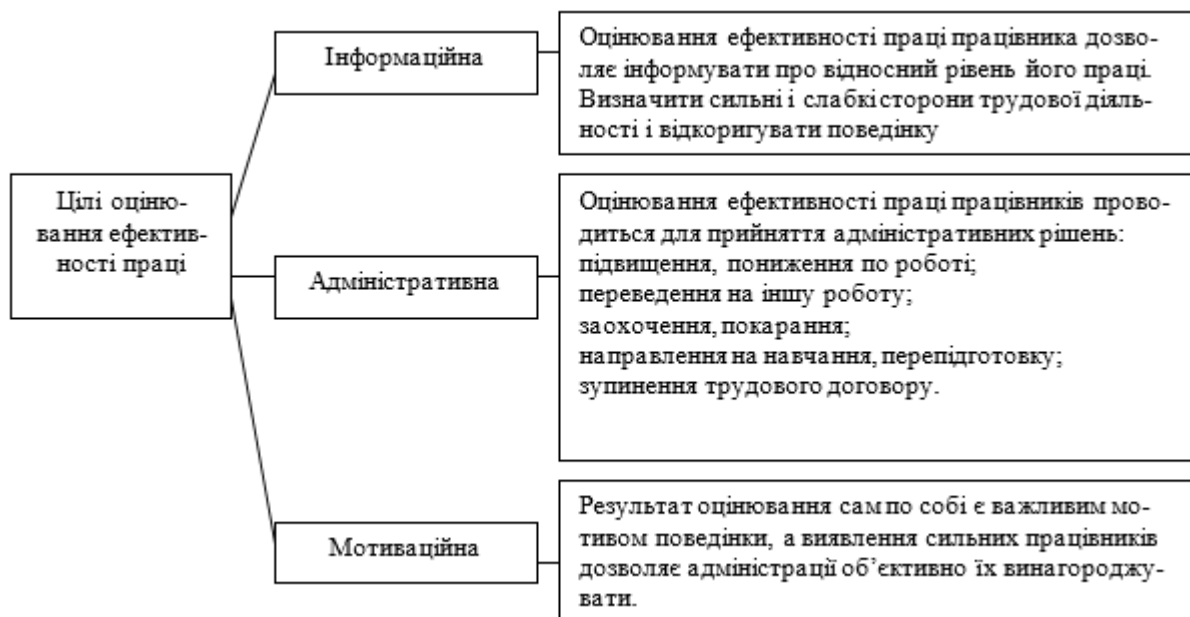 Цілі оціню-
вання ефектив-
ності праці
Інформаційна
Оцінювання ефективності праці працівника дозво-
ляє інформувати про відносний рівень його праці.
Визначити сильні і слабкі сторони трудової діяль-
ності і відкоригувати поведінку
Адміністративна
Оцінювання ефективності праці працівників прово-
диться для прийняття адміністративних рішень:
підвищення, пониження по роботі;
переведення на іншу роботу;
заохочення, покарання;
направлення на навчання, перепідготовку;
зупинення трудового договору.
Мотиваційна
Результат оцінювання сам по собі є важливим мо-
тивом поведінки, а виявлення сильних працівників
дозволяє адміністрації об’єктивно їх винагороджу-
вати.